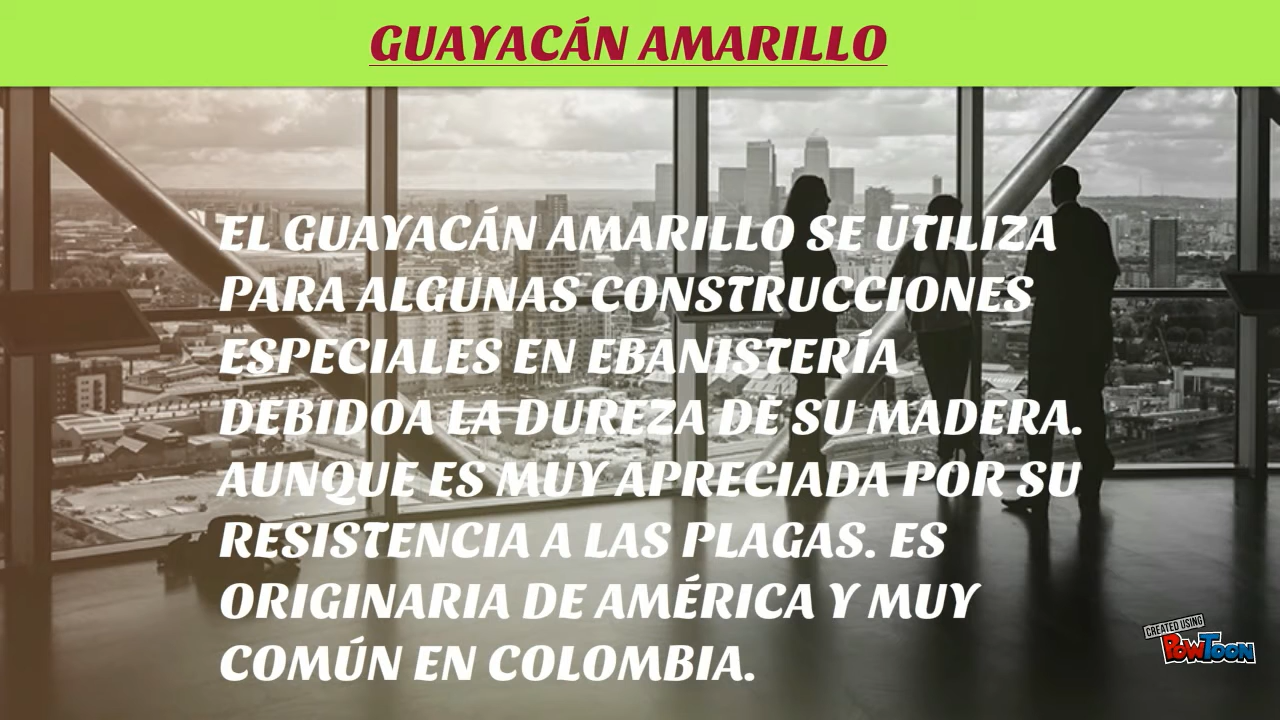 GUAYACÁN AMARILLO
EL GUAYACÁN AMARILLO SE UTILIZA
PARA ALGUNAS CONSTRUCCIONES
ESPECIALES EN EBANISTERÍA
DEBIDOA LA DUREZA DE SU MADERA.
AUNQUE ES MUY APRECIADA POR SU
RESISTENCIA A LAS PLAGAS. ES
ORIGINARIA DE AMÉRICA Y MUY
COMÚN EN COLOMBIA.
CREATED USING
POWTOON